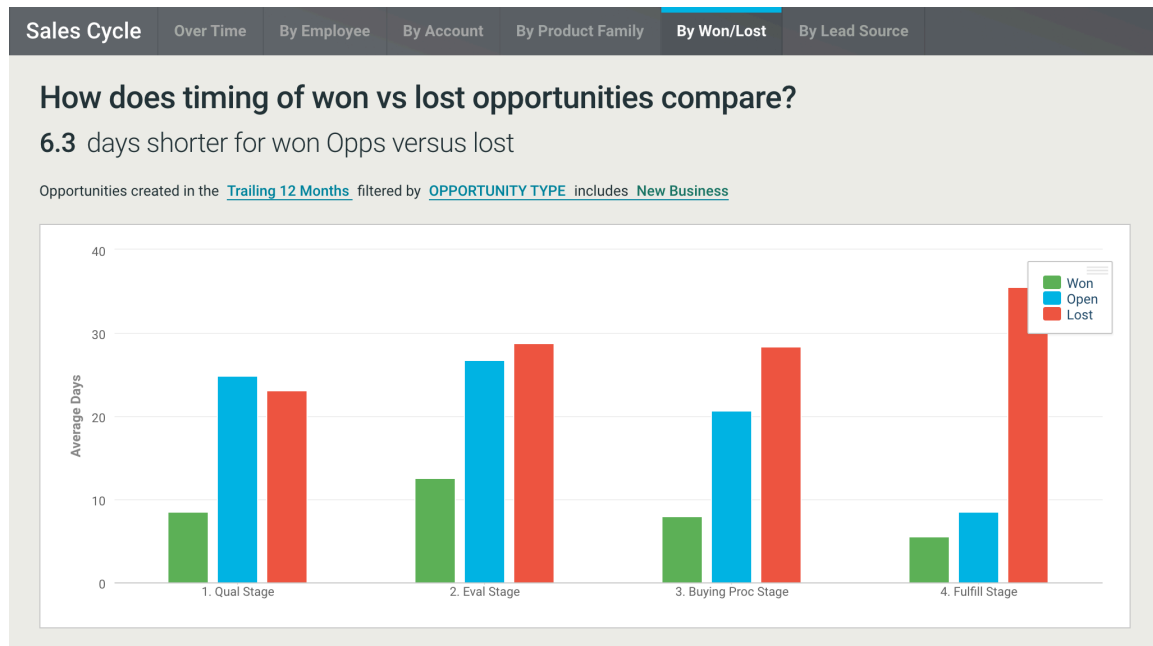 Sales Cycle Over Time By Employee By Account By Product Family By Won/Lost By Lead Source
How does timing of won vs lost opportunities compare?
6.3 days shorter for won Opps versus lost
Opportunities created in the Trailing 12 Months filtered by OPPORTUNITY TYPE includes New Business
40
30
20
10
0
Average Days
Won
Open
Lost
1. Qual Stage
2. Eval Stage
3. Buying Proc Stage
4. Fulfill Stage